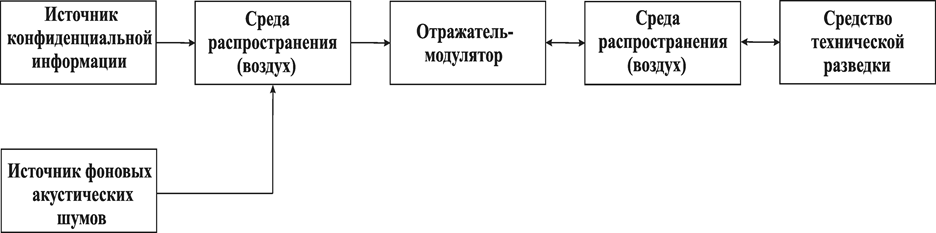 Источник
конфиденциальной
информации
Среда
распространения
(воздух)
Отражатель-
модулятор
Среда
распространения
(воздух)
Средство
технической
разведки
Источник фоновых
акустических
шумов